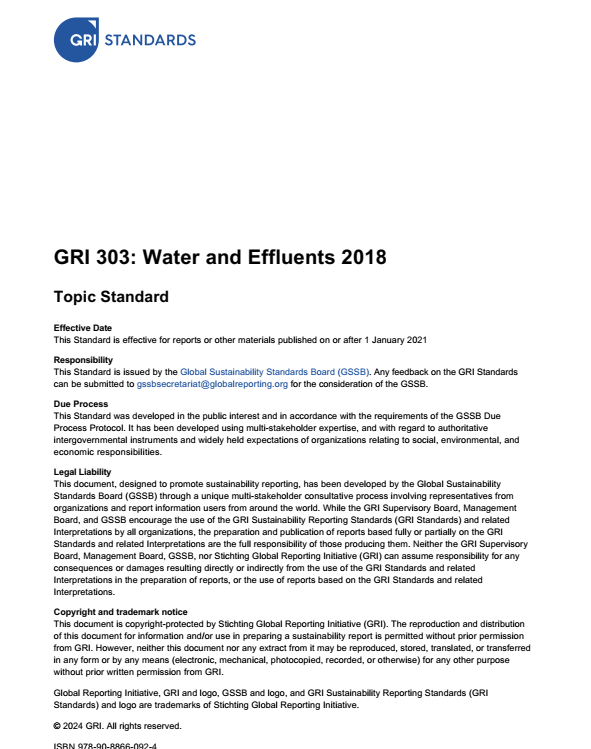 GRI STANDARDS
GRI 303: Water and Effluents 2018
Topic Standard
Effective Date
This Standard is effective for reports or other materials published on or after 1 January 2021
Responsibility
This Standard is issued by the Global Sustainability Standards Board (GSSB). Any feedback on the GRI Standards
can be submitted to gssbsecretariat@globalreporting.org for the consideration of the GSSB.
Due Process
This Standard was developed in the public interest and in accordance with the requirements of the GSSB Due
Process Protocol. It has been developed using multi-stakeholder expertise, and with regard to authoritative
intergovernmental instruments and widely held expectations of organizations relating to social, environmental, and
economic responsibilities.
Legal Liability
This document, designed to promote sustainability reporting, has been developed by the Global Sustainability
Standards Board (GSSB) through a unique multi-stakeholder consultative process involving representatives from
organizations and report information users from around the world. While the GRI Supervisory Board, Management
Board, and GSSB encourage the use of the GRI Sustainability Reporting Standards (GRI Standards) and related
Interpretations by all organizations, the preparation and publication of reports based fully or partially on the GRI
Standards and related Interpretations are the full responsibility of those producing them. Neither the GRI Supervisory
Board, Management Board, GSSB, nor Stichting Global Reporting Initiative (GRI) can assume responsibility for any
consequences or damages resulting directly or indirectly from the use of the GRI Standards and related
Interpretations in the preparation of reports, or the use of reports based on the GRI Standards and related
Interpretations.
Copyright and trademark notice
This document is copyright-protected by Stichting Global Reporting Initiative (GRI). The reproduction and distribution
of this document for information and/or use in preparing a sustainability report is permitted without prior permission
from GRI. However, neither this document nor any extract from it may be reproduced, stored, translated, or transferred
in any form or by any means (electronic, mechanical, photocopied, recorded, or otherwise) for any other purpose
without prior written permission from GRI.
Global Reporting Initiative, GRI and logo, GSSB and logo, and GRI Sustainability Reporting Standards (GRI
Standards) and logo are trademarks of Stichting Global Reporting Initiative.
© 2024 GRI. All rights reserved.
ISBN 978-90-8866-092-4